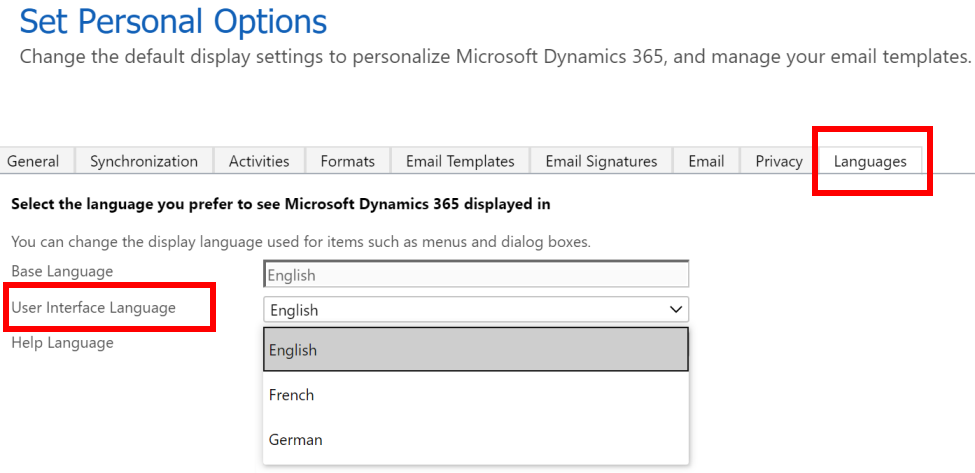 Set Personal Options
Change the default display settings to personalize Microsoft Dynamics 365, and manage your email templates.
General Synchronization Activities Formats Email Templates Email Signatures Email Privacy Languages
Select the language you prefer to see Microsoft Dynamics 365 displayed in
You can change the display language used for items such as menus and dialog boxes.
Base Language English
User Interface Language English
Help Language
English
French
German